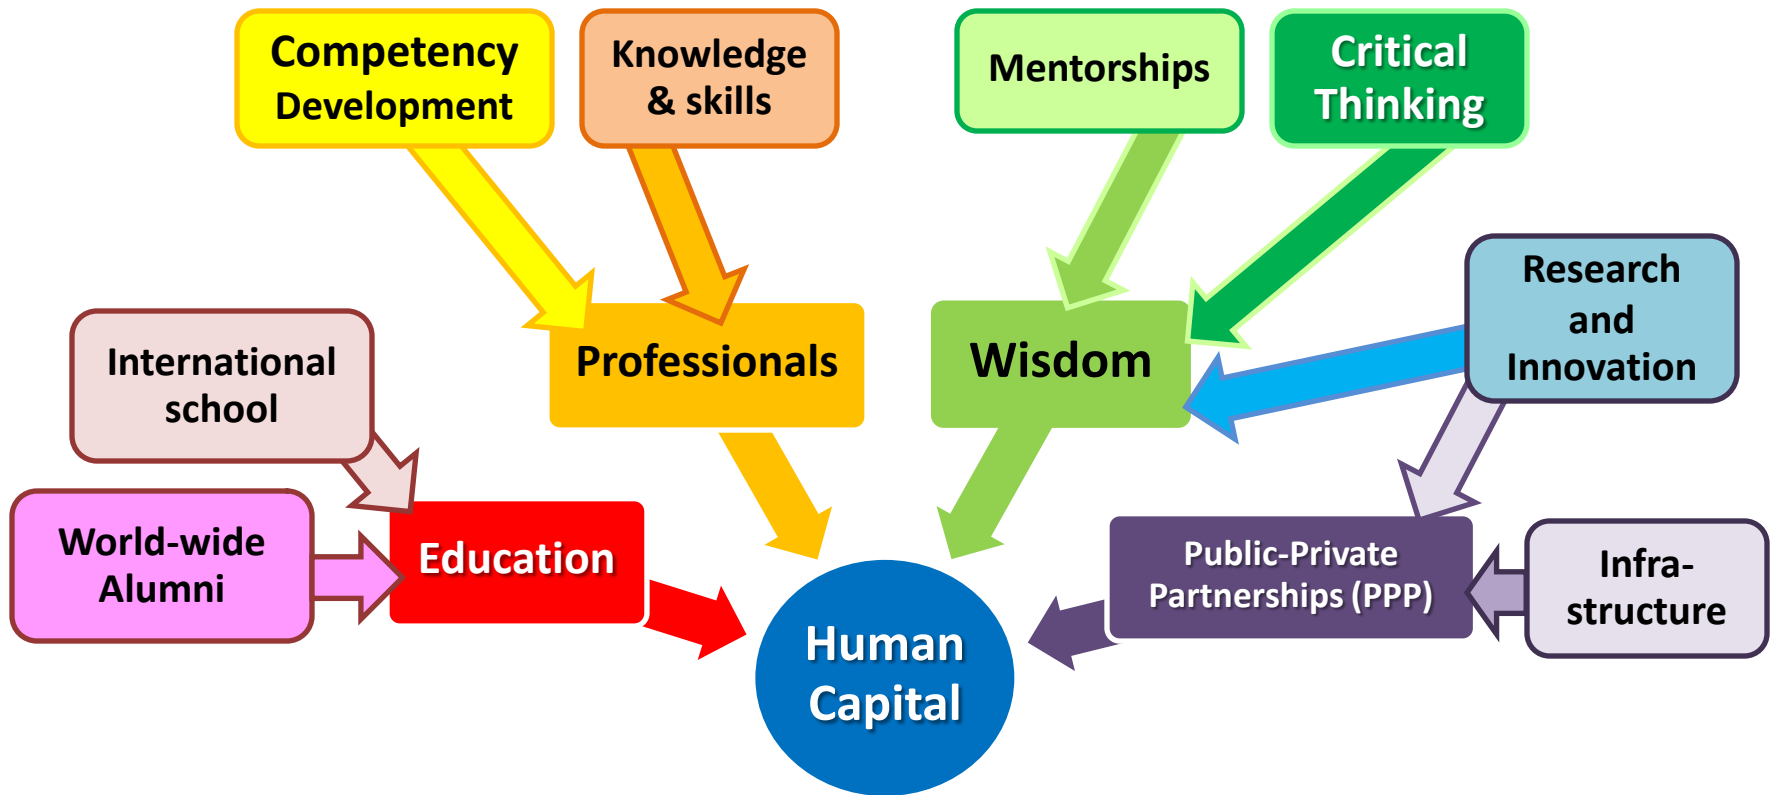 Competency
Development
Knowledge
& skills
Mentorships
Critical
Thinking
Research
and
Innovation
International
school
Professionals
Wisdom
World-wide
Alumni
Education
Public-Private
Partnerships (PPP)
Infra-
structure
Human
Capital